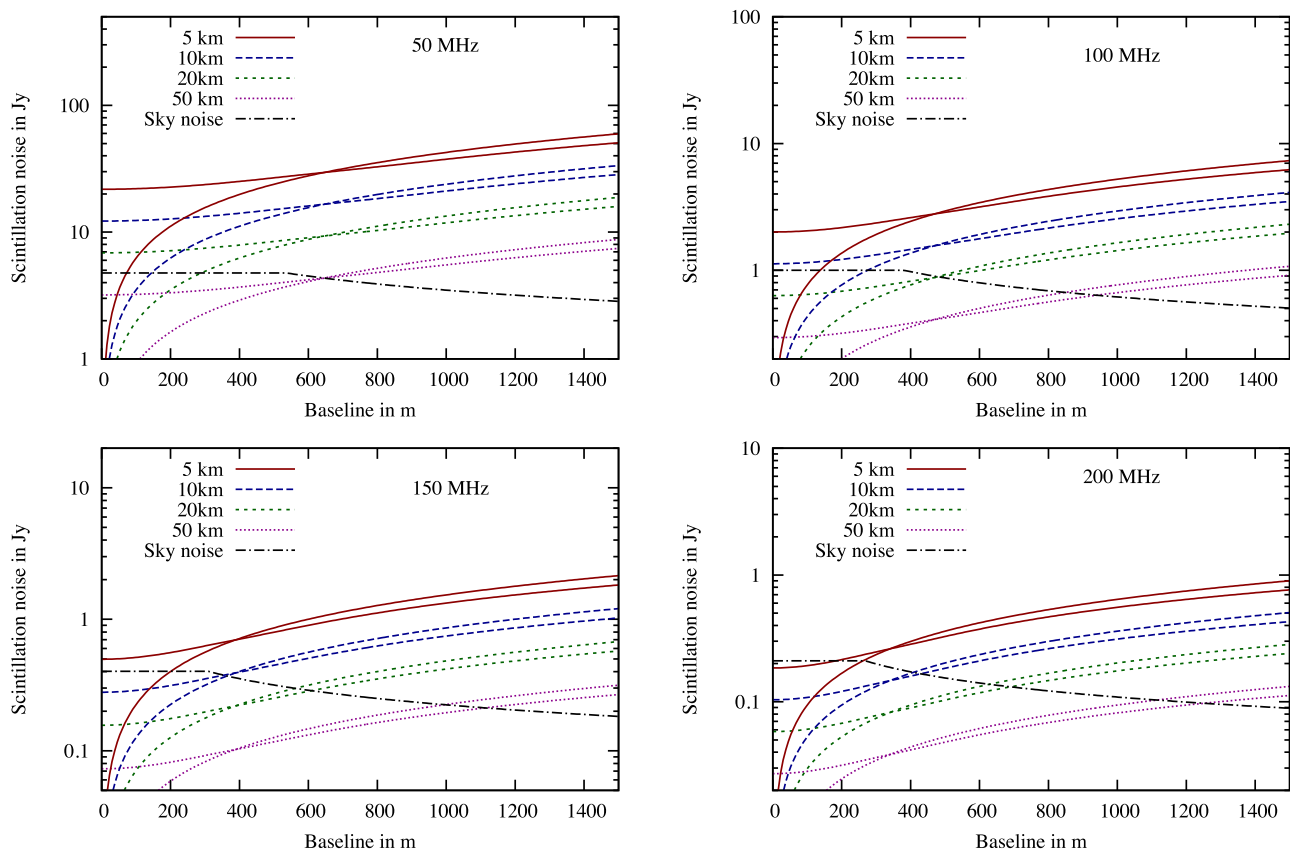 50 MHz
5 km
10km
20km
50 km
Sky noise
Scintillation noise in Jy
100
10
1
0 200 400 600 800 1000 1200 1400
Baseline in m
100 MHz
5 km
10km
20km
50 km
Sky noise
Scintillation noise in Jy
100
10
1
0 200 400 600 800 1000 1200 1400
Baseline in m
150 MHz
5 km
10km
20km
50 km
Sky noise
Scintillation noise in Jy
10
1
0.1
0 200 400 600 800 1000 1200 1400
Baseline in m
200 MHz
5 km
10km
20km
50 km
Sky noise
Scintillation noise in Jy
10
1
0.1
0 200 400 600 800 1000 1200 1400
Baseline in m